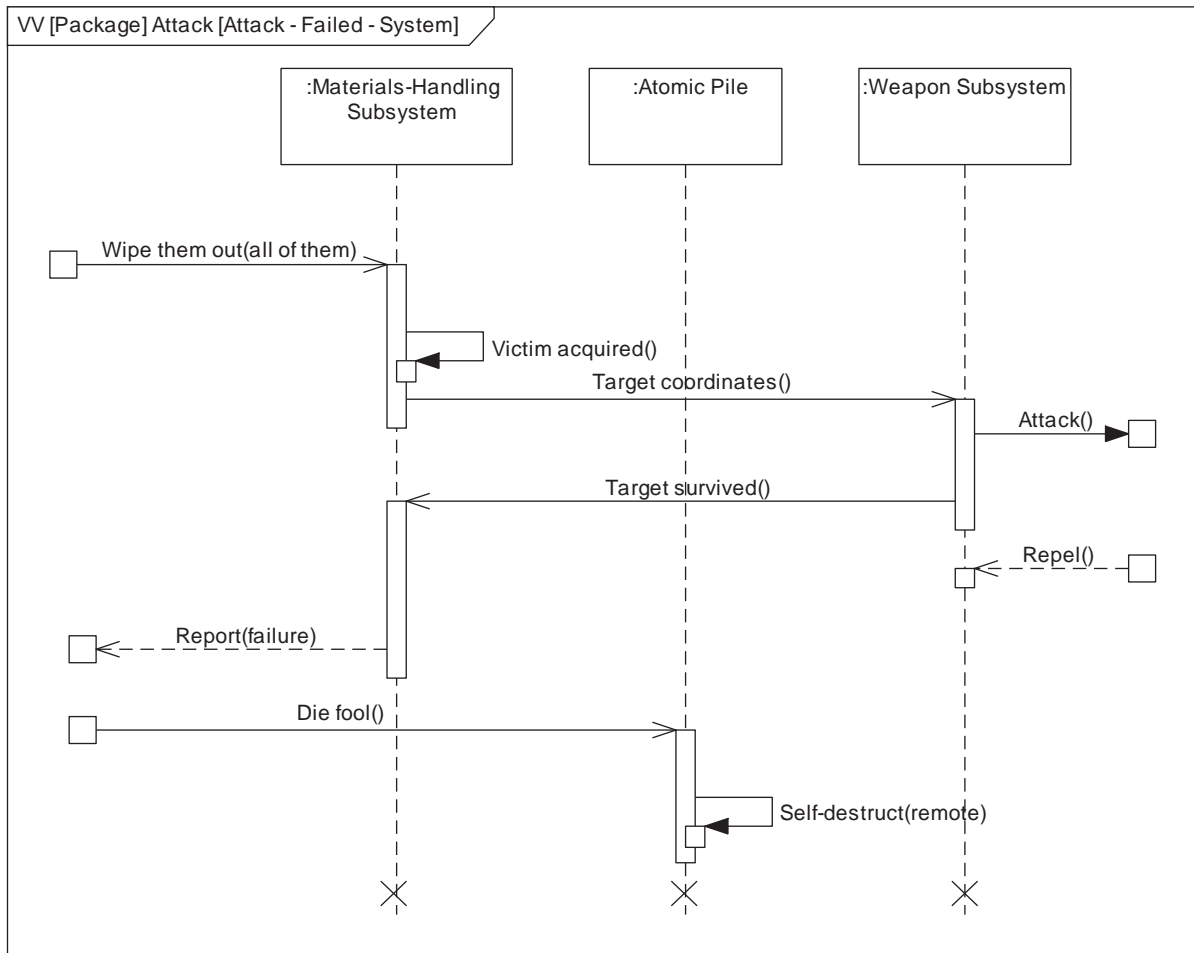 VV [Package] Attack [Attack - Failed - System]
:Materials-Handling
Subsystem
:Atomic Pile
:Weapon Subsystem
Wipe them out(all of them)
Victim acquired()
Target coordinates()
Attack()
Target survived()
Repel()
Report(failure)
Die fool()
Self-destruct(remote)